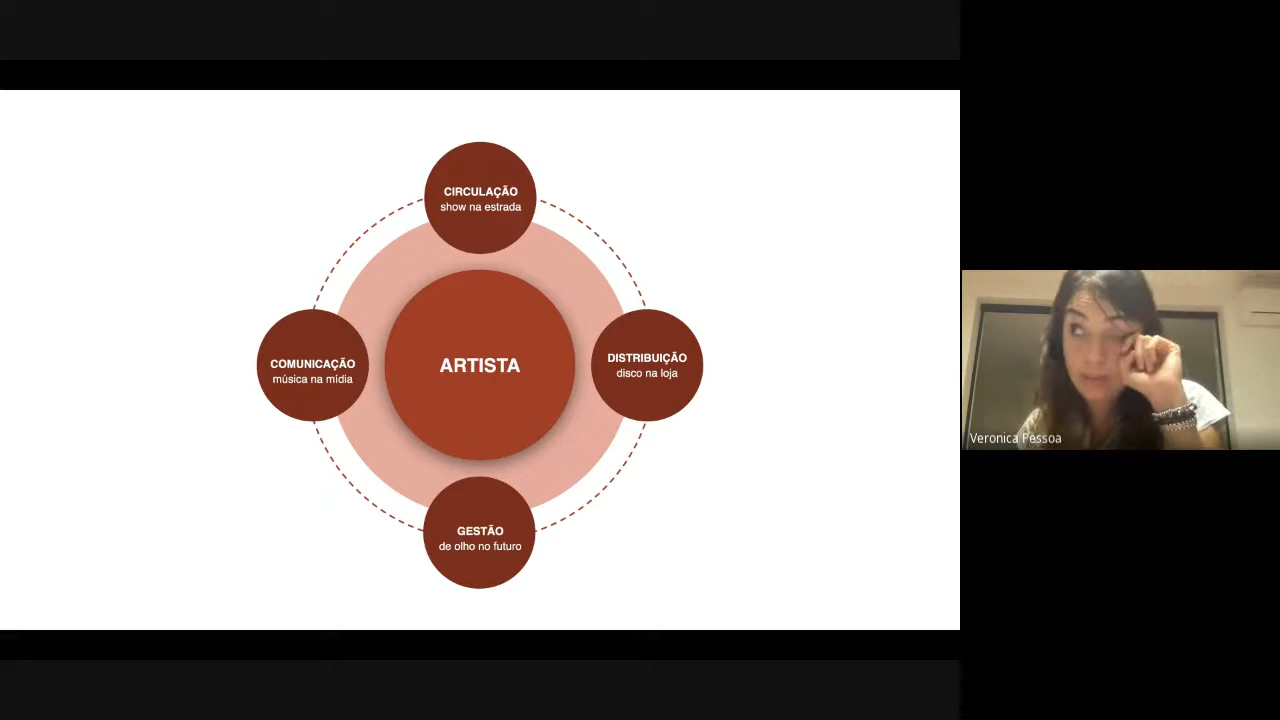 CIRCULAÇÃO
show na estrada
COMUNICAÇÃO
música na mídia
ARTISTA
DISTRIBUIÇÃO
disco na loja
GESTÃO
de olho no futuro
Veronica Pessoa